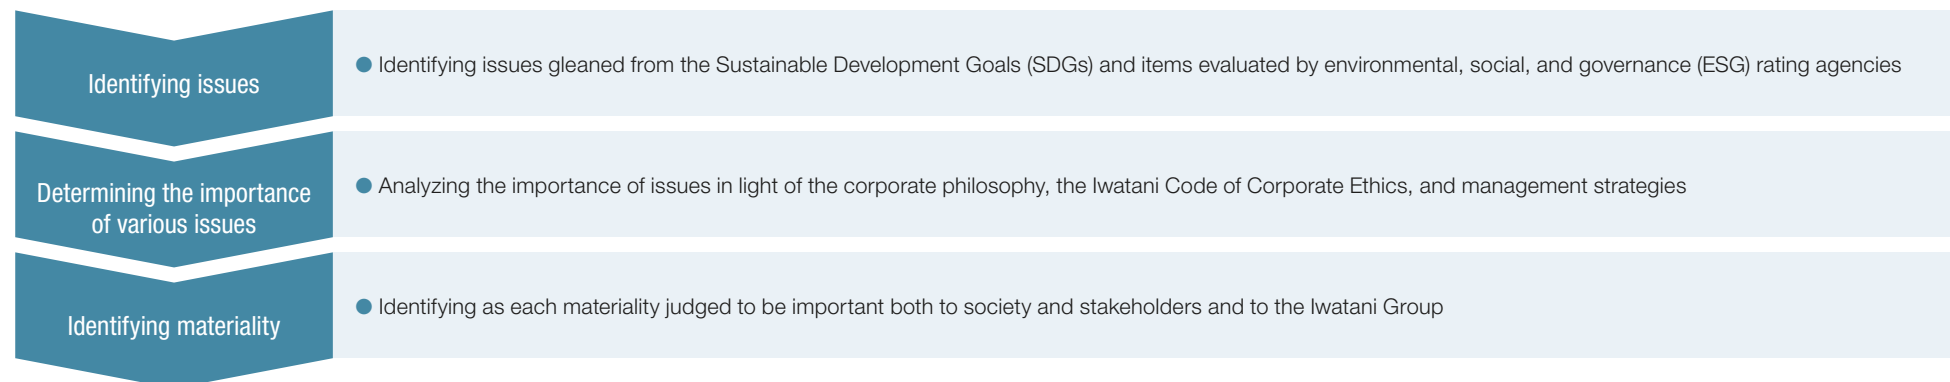 Identifying issues
● Identifying issues gleaned from the Sustainable Development Goals (SDGs) and items evaluated by environmental, social, and governance (ESG) rating agencies
Determining the importance
of various issues
● Analyzing the importance of issues in light of the corporate philosophy, the Iwatani Code of Corporate Ethics, and management strategies
Identifying materiality
● Identifying as each materiality judged to be important both to society and stakeholders and to the Iwatani Group